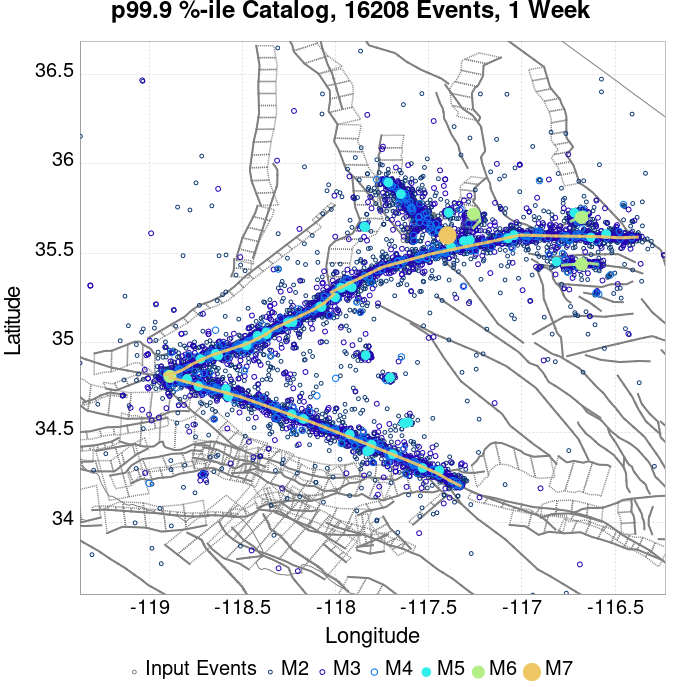 p99.9 %-ile Catalog, 16208 Events, 1 Week
36.5
36
35.5
35
34.5
34
Latitude
-119 -118.5 -118 -117.5 -117 -116.5
Longitude
Input Events M2 M3 M4 M5 M6 M7